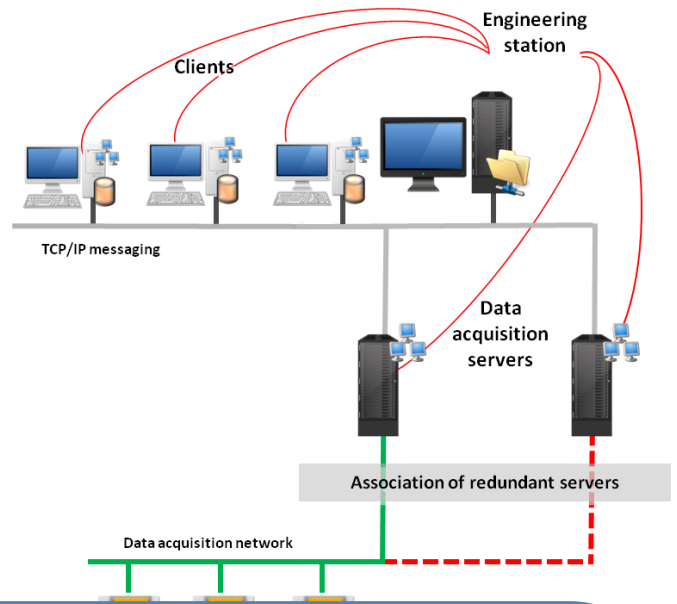 Engineering
station
Clients
TCP/IP messaging
Data
acquisition
servers
Association of redundant servers
Data acquisition network